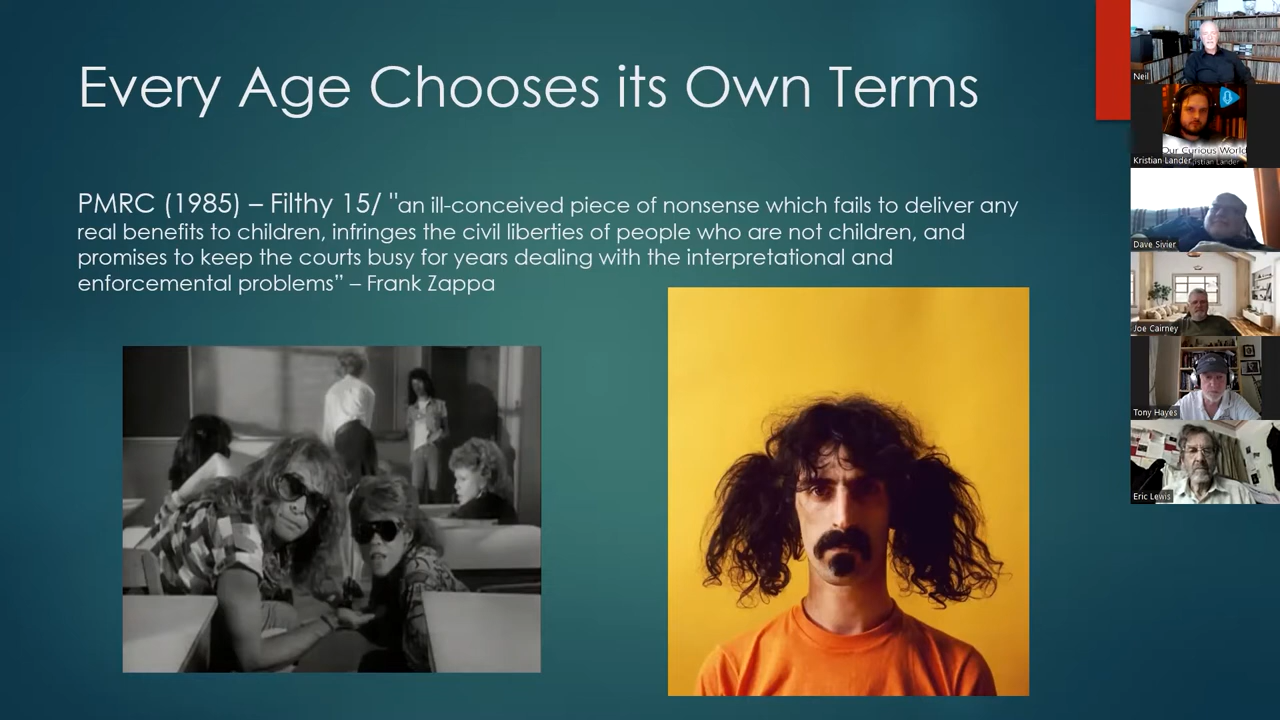 Every Age Chooses its Own Terms
PMRC (1985) – Filthy 15/ "an ill-conceived piece of nonsense which fails to deliver any
real benefits to children, infringes the civil liberties of people who are not children, and
promises to keep the courts busy for years dealing with the interpretational and
enforcemental problems” – Frank Zappa
Neil
Our Curious World
Kristian Lander
Kristian Lander
Dave Sivier
Joe Cairney
Tony Hayes
Eric Lewis